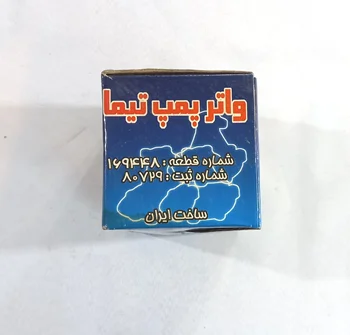 واتر پمپ تیما
شماره قطعه : ۱۶۹۴۴۸
شماره ثبت : ۸۰۷۲۹
ساخت ایران